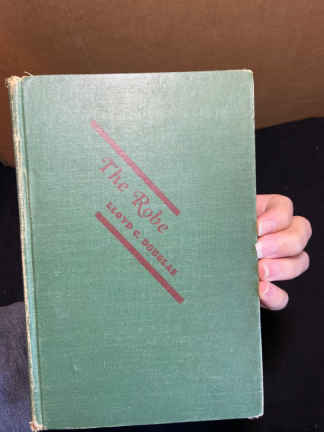 The Robe
LLOYD C. DOUGLAS